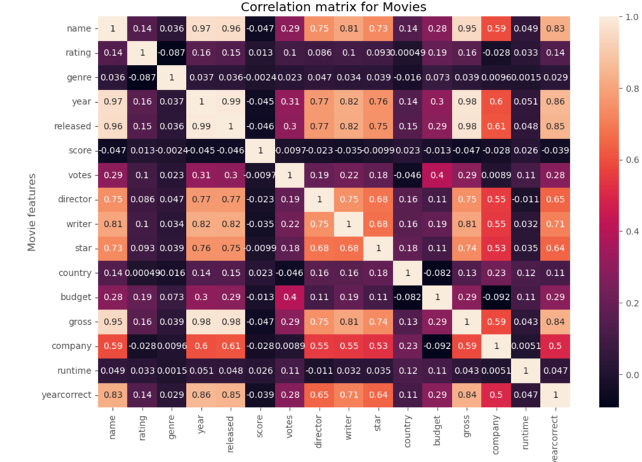 Correlation matrix for Movies
name 1 0.14 0.036 0.97 0.96 -0.047 0.29 0.75 0.81 0.73 0.14 0.28 0.95 0.59 0.049 0.83
rating 0.14 1 -0.087 0.16 0.15 0.013 0.1 0.086 0.1 0.093 0.00049 0.19 0.16 -0.028 0.033 0.14
genre 0.036 -0.087 1 0.037 0.036 -0.0024 0.023 0.047 0.034 0.039 -0.016 0.073 0.039 0.0096 0.0015 0.029
year 0.97 0.16 0.037 1 0.99 -0.045 0.31 0.77 0.82 0.76 0.14 0.3 0.98 0.6 0.051 0.86
released 0.96 0.15 0.036 0.99 1 -0.046 0.3 0.77 0.82 0.75 0.15 0.29 0.98 0.61 0.048 0.85
score -0.047 0.013 -0.0024 -0.045 -0.046 1 -0.0097 -0.023 -0.035 -0.0099 0.023 -0.013 -0.047 -0.028 0.026 -0.039
votes 0.29 0.1 0.023 0.31 0.3 -0.0097 1 0.19 0.22 0.18 -0.046 0.4 0.29 0.0089 0.11 0.28
director 0.75 0.086 0.047 0.77 0.77 -0.023 0.19 1 0.75 0.68 0.16 0.11 0.75 0.55 -0.011 0.65
writer 0.81 0.1 0.034 0.82 0.82 -0.035 0.22 0.75 1 0.68 0.16 0.19 0.81 0.55 0.032 0.71
star 0.73 0.093 0.039 0.76 0.75 -0.0099 0.18 0.68 0.68 1 0.18 0.11 0.74 0.53 0.035 0.64
country 0.14 0.00049 -0.016 0.14 0.15 0.023 -0.046 0.16 0.16 0.18 1 -0.082 0.13 0.23 0.12 0.11
budget 0.28 0.19 0.073 0.3 0.29 -0.013 0.4 0.11 0.19 0.11 -0.082 1 0.29 -0.092 0.11 0.29
gross 0.95 0.16 0.039 0.98 0.98 -0.047 0.29 0.75 0.81 0.74 0.13 0.29 1 0.59 0.043 0.84
company 0.59 -0.028 0.0096 0.6 0.61 -0.028 0.0089 0.55 0.55 0.53 0.23 -0.092 0.59 1 0.0051 0.5
runtime 0.049 0.033 0.0015 0.051 0.048 0.026 0.11 -0.011 0.032 0.035 0.12 0.11 0.043 0.0051 1 0.047
yearcorrect 0.83 0.14 0.029 0.86 0.85 -0.039 0.28 0.65 0.71 0.64 0.11 0.29 0.84 0.5 0.047 1
Movie features
name rating genre year released score votes director writer star country budget gross company runtime yearcorrect
1.0
0.8
0.6
0.4
0.2
0.0